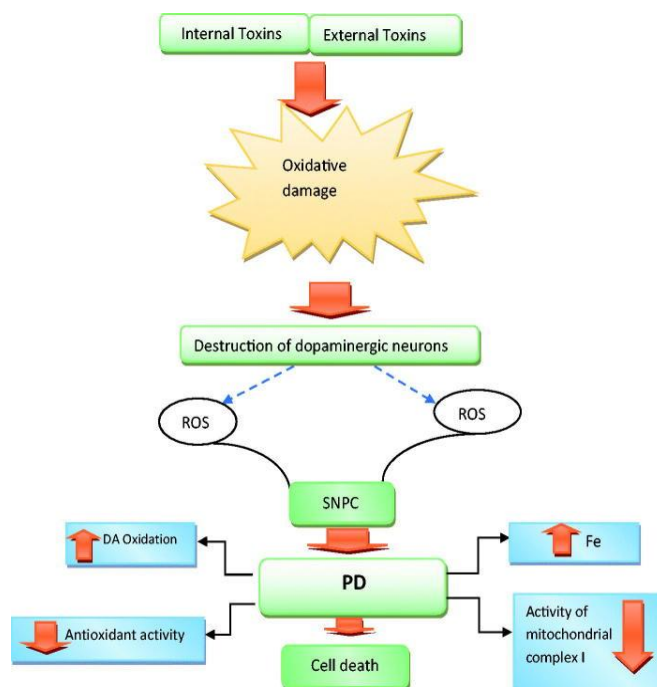 Internal Toxins
External Toxins
Oxidative
damage
Destruction of dopaminergic neurons
ROS
ROS
SNPC
DA Oxidation
Fe
PD
Antioxidant activity
Activity of
mitochondrial
complex I
Cell death